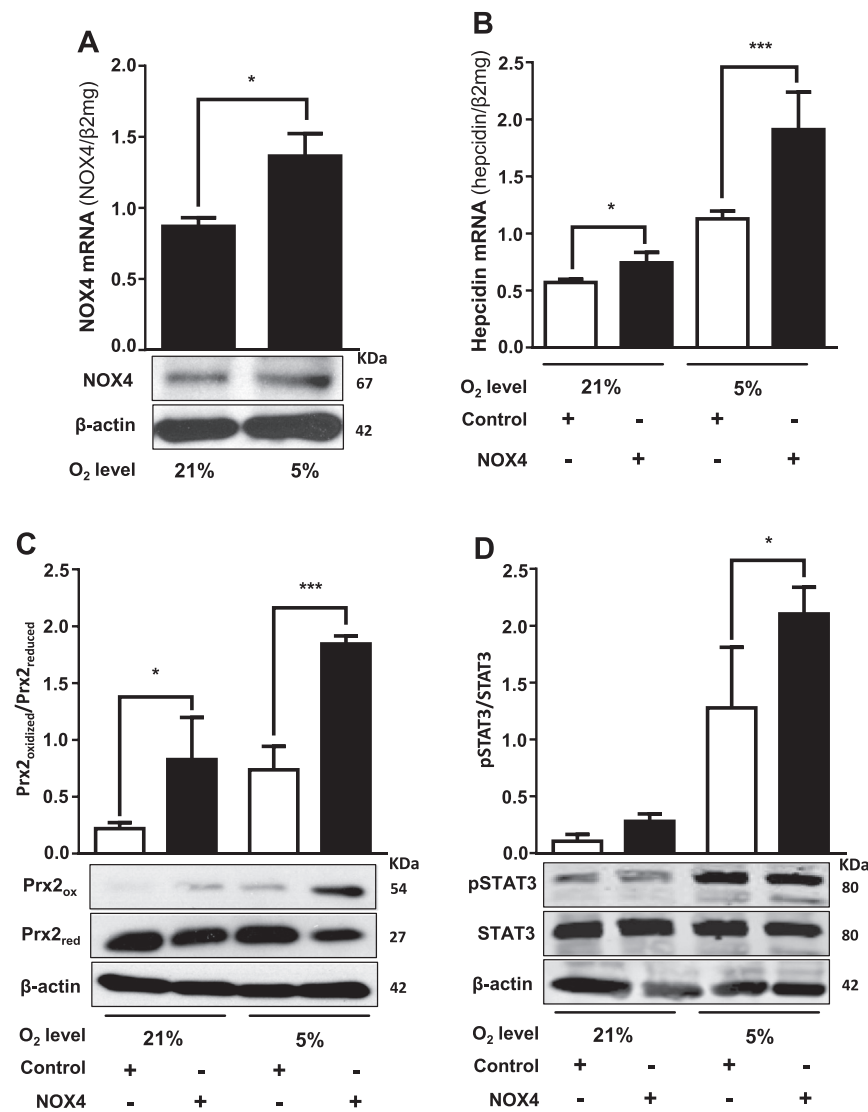 A
NOX4 mRNA (NOX4/β2mg)
2.0
1.5
1.0
0.5
0.0
*
KDa
NOX4
67
β-actin
42
O₂ level 21% 5%
B
Hepcidin mRNA (hepcidin/β2mg)
2.5
2.0
1.5
1.0
0.5
0.0
*
***
O₂ level 21% 5%
Control + - + -
NOX4 - + - +
C
Prx2oxidized/Prx2reduced
2.5
2.0
1.5
1.0
0.5
0.0
*
***
KDa
Prx2ox 54
Prx2red 27
β-actin 42
O₂ level 21% 5%
Control + - + -
NOX4 - + - +
D
pSTAT3/STAT3
2.5
2.0
1.5
1.0
0.5
0.0
*
KDa
pSTAT3 80
STAT3 80
β-actin 42
O₂ level 21% 5%
Control + - + -
NOX4 - + - +